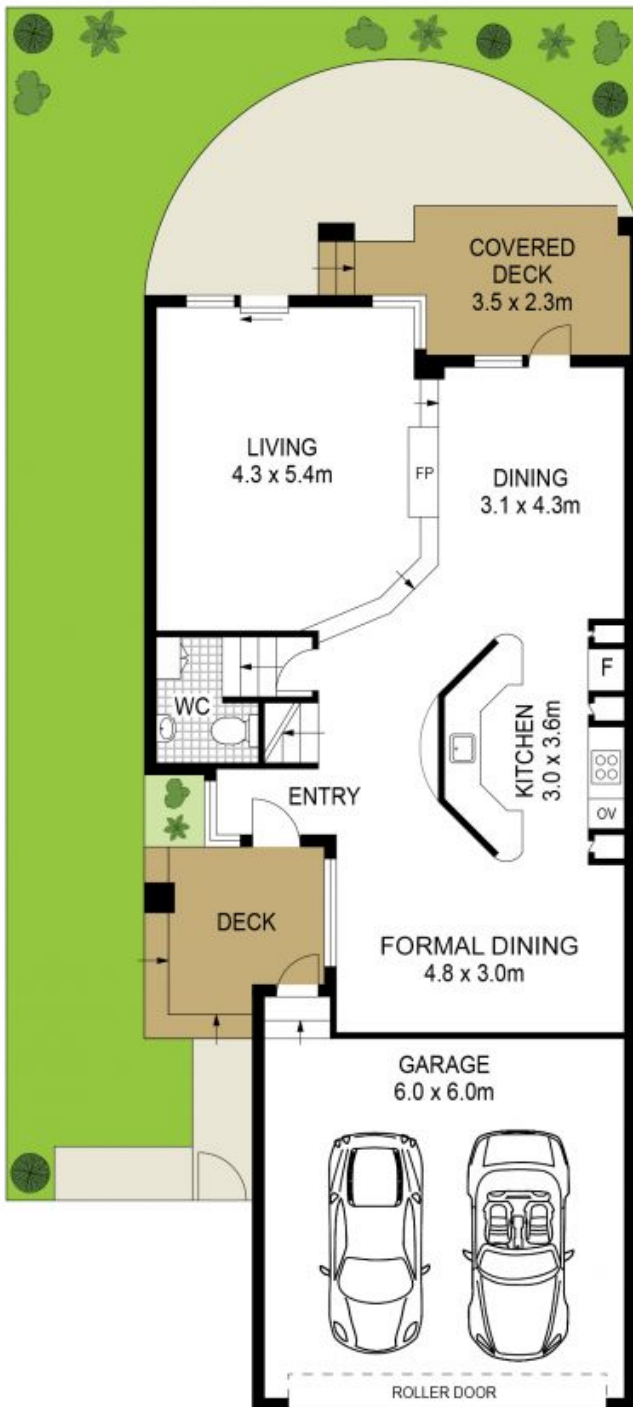 COVERED
DECK
3.5 x 2.3m
LIVING
4.3 x 5.4m
FP
DINING
3.1 x 4.3m
F
WC
KITCHEN
3.0 x 3.6m
OV
ENTRY
DECK
FORMAL DINING
4.8 x 3.0m
GARAGE
6.0 x 6.0m
ROLLER DOOR